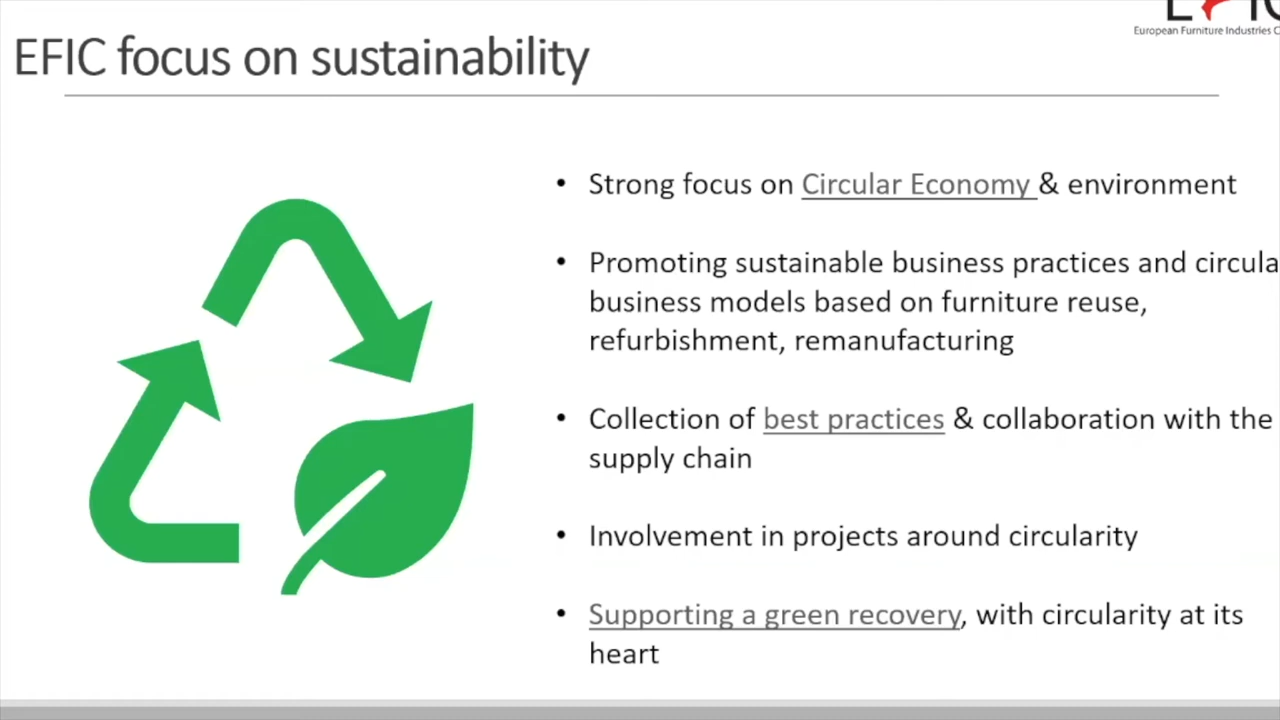 European Furniture Industries
EFIC focus on sustainability
• Strong focus on Circular Economy & environment
• Promoting sustainable business practices and circula
business models based on furniture reuse,
refurbishment, remanufacturing
• Collection of best practices & collaboration with the
supply chain
• Involvement in projects around circularity
• Supporting a green recovery, with circularity at its
heart